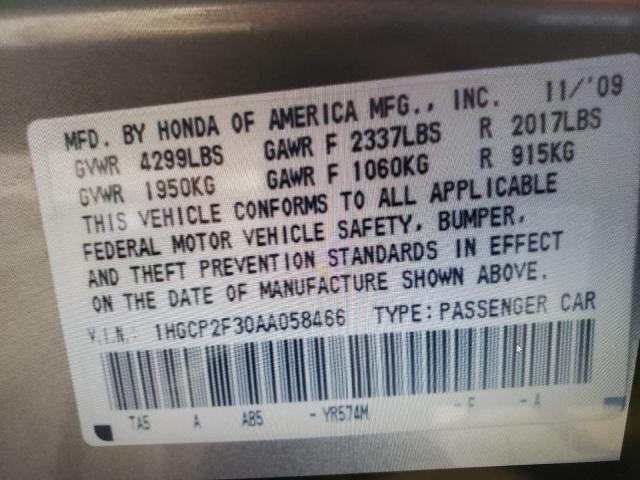 MFD. BY HONDA OF AMERICA MFG., INC. 11/'09
GVWR 4299LBS GAWR F 2337LBS R 2017LBS
GVWR 1950KG GAWR F 1060KG R 915KG
THIS VEHICLE CONFORMS TO ALL APPLICABLE
FEDERAL MOTOR VEHICLE SAFETY, BUMPER,
AND THEFT PREVENTION STANDARDS IN EFFECT
ON THE DATE OF MANUFACTURE SHOWN ABOVE.
V.I.N.: 1HGCP2F30AA058466 TYPE: PASSENGER CAR
TA5 A AB5 -YR574M - F - A